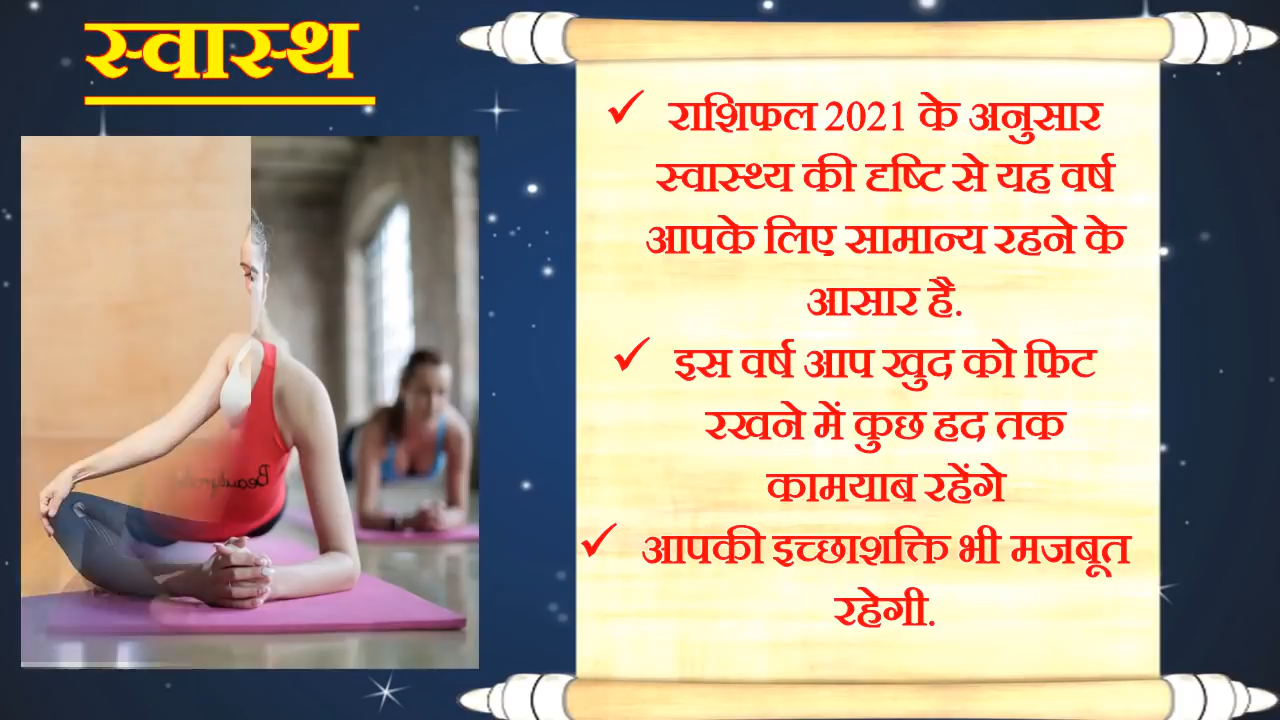 स्वास्थ
✓ राशिफल 2021 के अनुसार
स्वास्थ्य की दृष्टि से यह वर्ष
आपके लिए सामान्य रहने के
आसार है.
✓ इस वर्ष आप खुद को फिट
रखने में कुछ हद तक
कामयाब रहेंगे
✓ आपकी इच्छाशक्ति भी मजबूत
रहेगी.